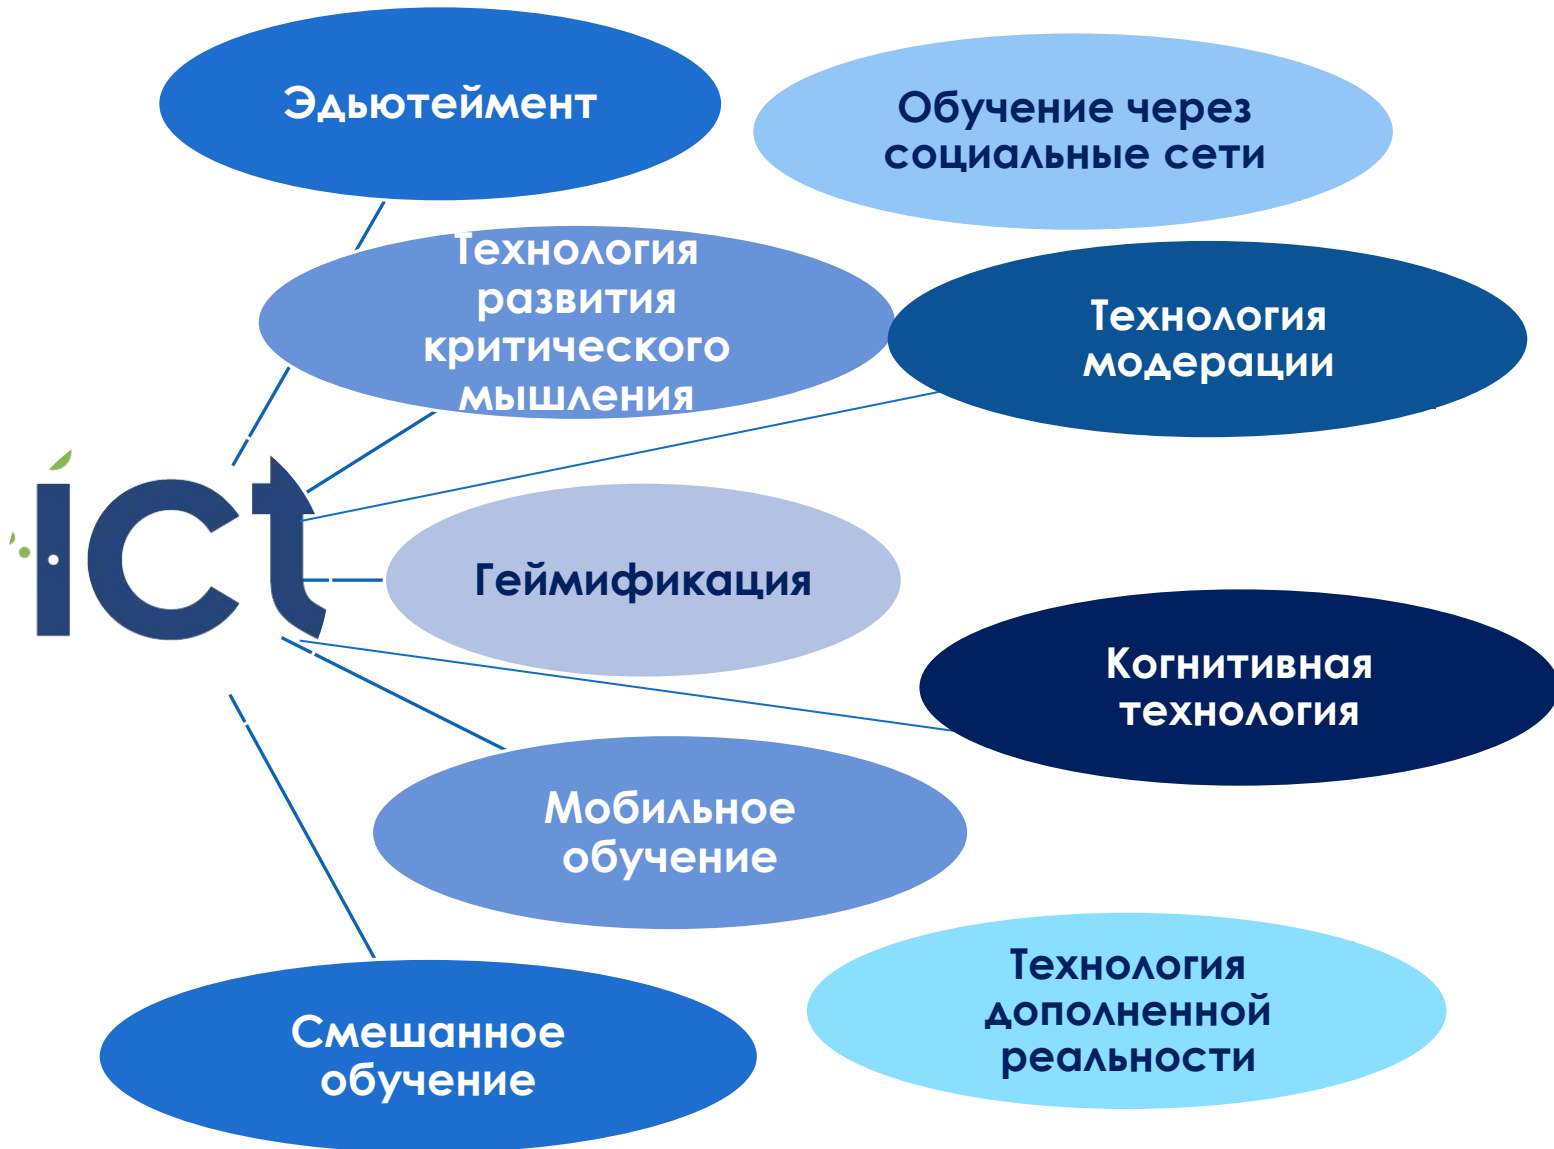 Эдьютеймент
Обучение через
социальные сети
Технология
развития
критического
мышления
Технология
модерации
ict
Геймификация
Когнитивная
технология
Мобильное
обучение
Технология
дополненной
реальности
Смешанное
обучение